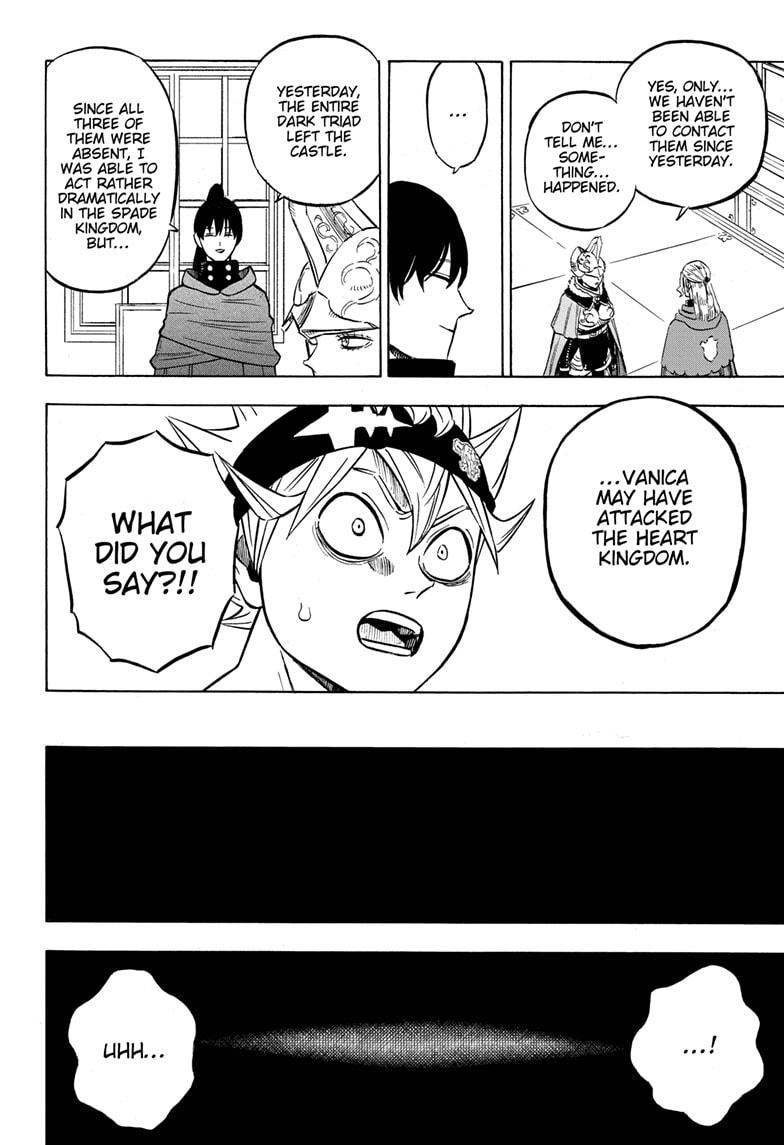 YES, ONLY...
WE HAVEN'T
BEEN ABLE
TO CONTACT
THEM SINCE
YESTERDAY.
DON'T
TELL ME...
SOME-
THING...
HAPPENED.
...
YESTERDAY,
THE ENTIRE
DARK TRIAD
LEFT THE
CASTLE.
SINCE ALL
THREE OF
THEM WERE
ABSENT, I
WAS ABLE TO
ACT RATHER
DRAMATICALLY
IN THE SPADE
KINGDOM,
BUT...
...VANICA
MAY HAVE
ATTACKED
THE HEART
KINGDOM.
WHAT
DID YOU
SAY?!!
...!
UHH...